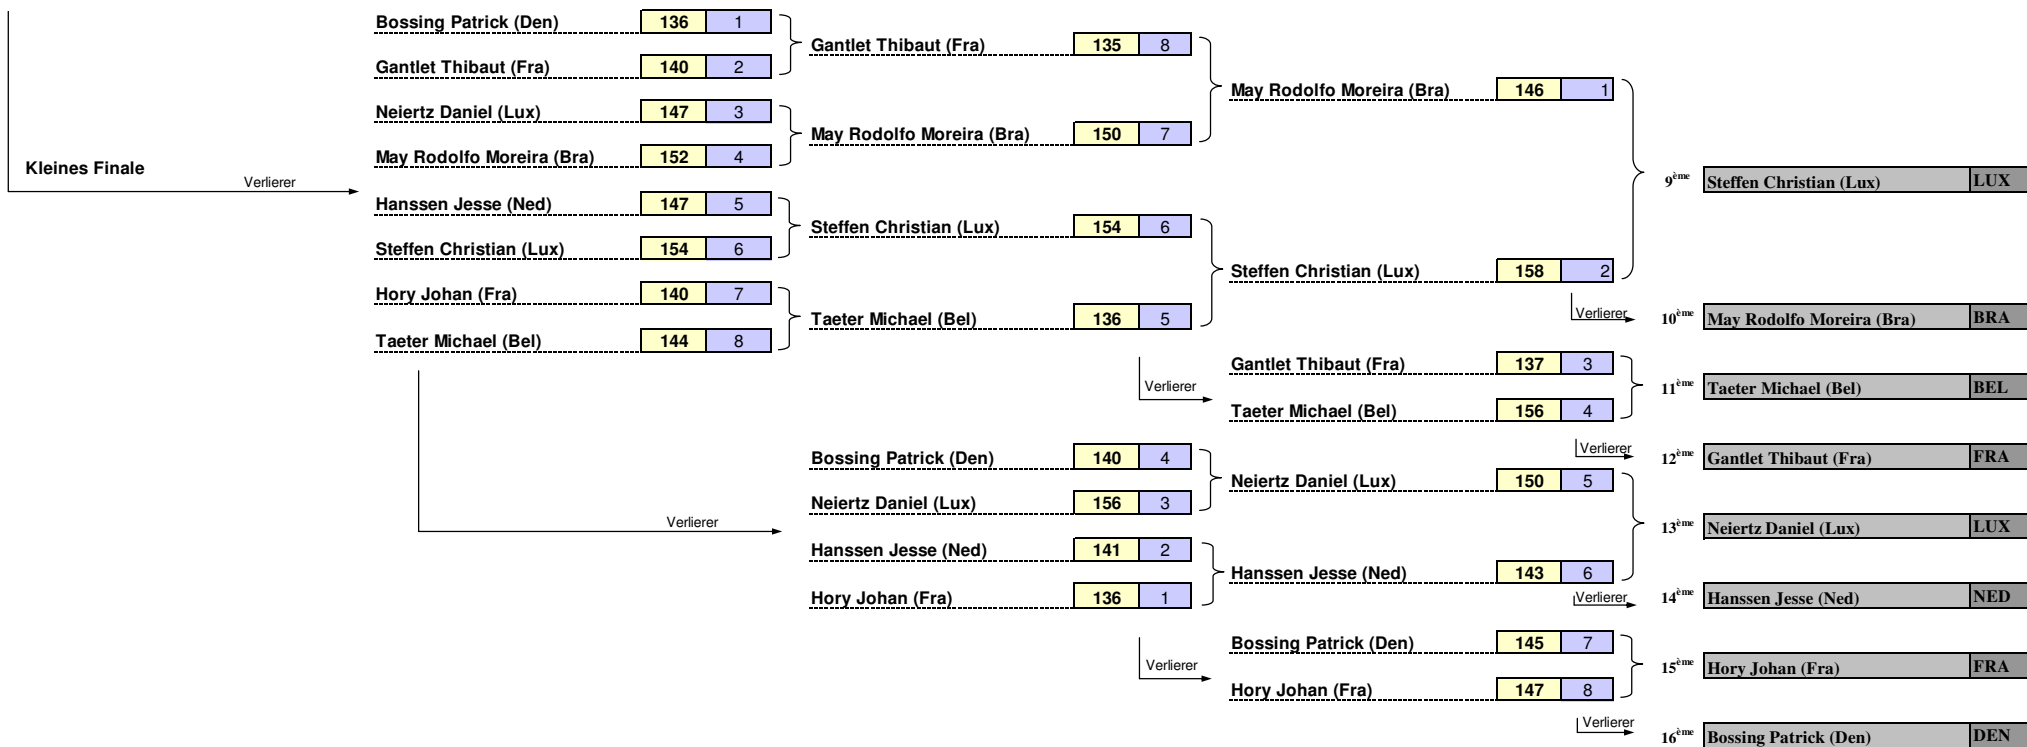 Bossing Patrick (Den) 136 1
Gantlet Thibaut (Fra) 135 8
Gantlet Thibaut (Fra) 140 2
May Rodolfo Moreira (Bra) 146 1
Neiertz Daniel (Lux) 147 3
May Rodolfo Moreira (Bra) 150 7
May Rodolfo Moreira (Bra) 152 4
Kleines Finale
Verlierer
9ème Steffen Christian (Lux) LUX
Hanssen Jesse (Ned) 147 5
Steffen Christian (Lux) 154 6
Steffen Christian (Lux) 154 6
Steffen Christian (Lux) 158 2
Hory Johan (Fra) 140 7
Verlierer
10ème May Rodolfo Moreira (Bra) BRA
Taeter Michael (Bel) 136 5
Taeter Michael (Bel) 144 8
Gantlet Thibaut (Fra) 137 3
Verlierer
11ème Taeter Michael (Bel) BEL
Taeter Michael (Bel) 156 4
Verlierer
12ème Gantlet Thibaut (Fra) FRA
Bossing Patrick (Den) 140 4
Neiertz Daniel (Lux) 150 5
Neiertz Daniel (Lux) 156 3
Verlierer
13ème Neiertz Daniel (Lux) LUX
Hanssen Jesse (Ned) 141 2
Hanssen Jesse (Ned) 143 6
Hory Johan (Fra) 136 1
Verlierer
14ème Hanssen Jesse (Ned) NED
Bossing Patrick (Den) 145 7
Verlierer
15ème Hory Johan (Fra) FRA
Hory Johan (Fra) 147 8
Verlierer
16ème Bossing Patrick (Den) DEN